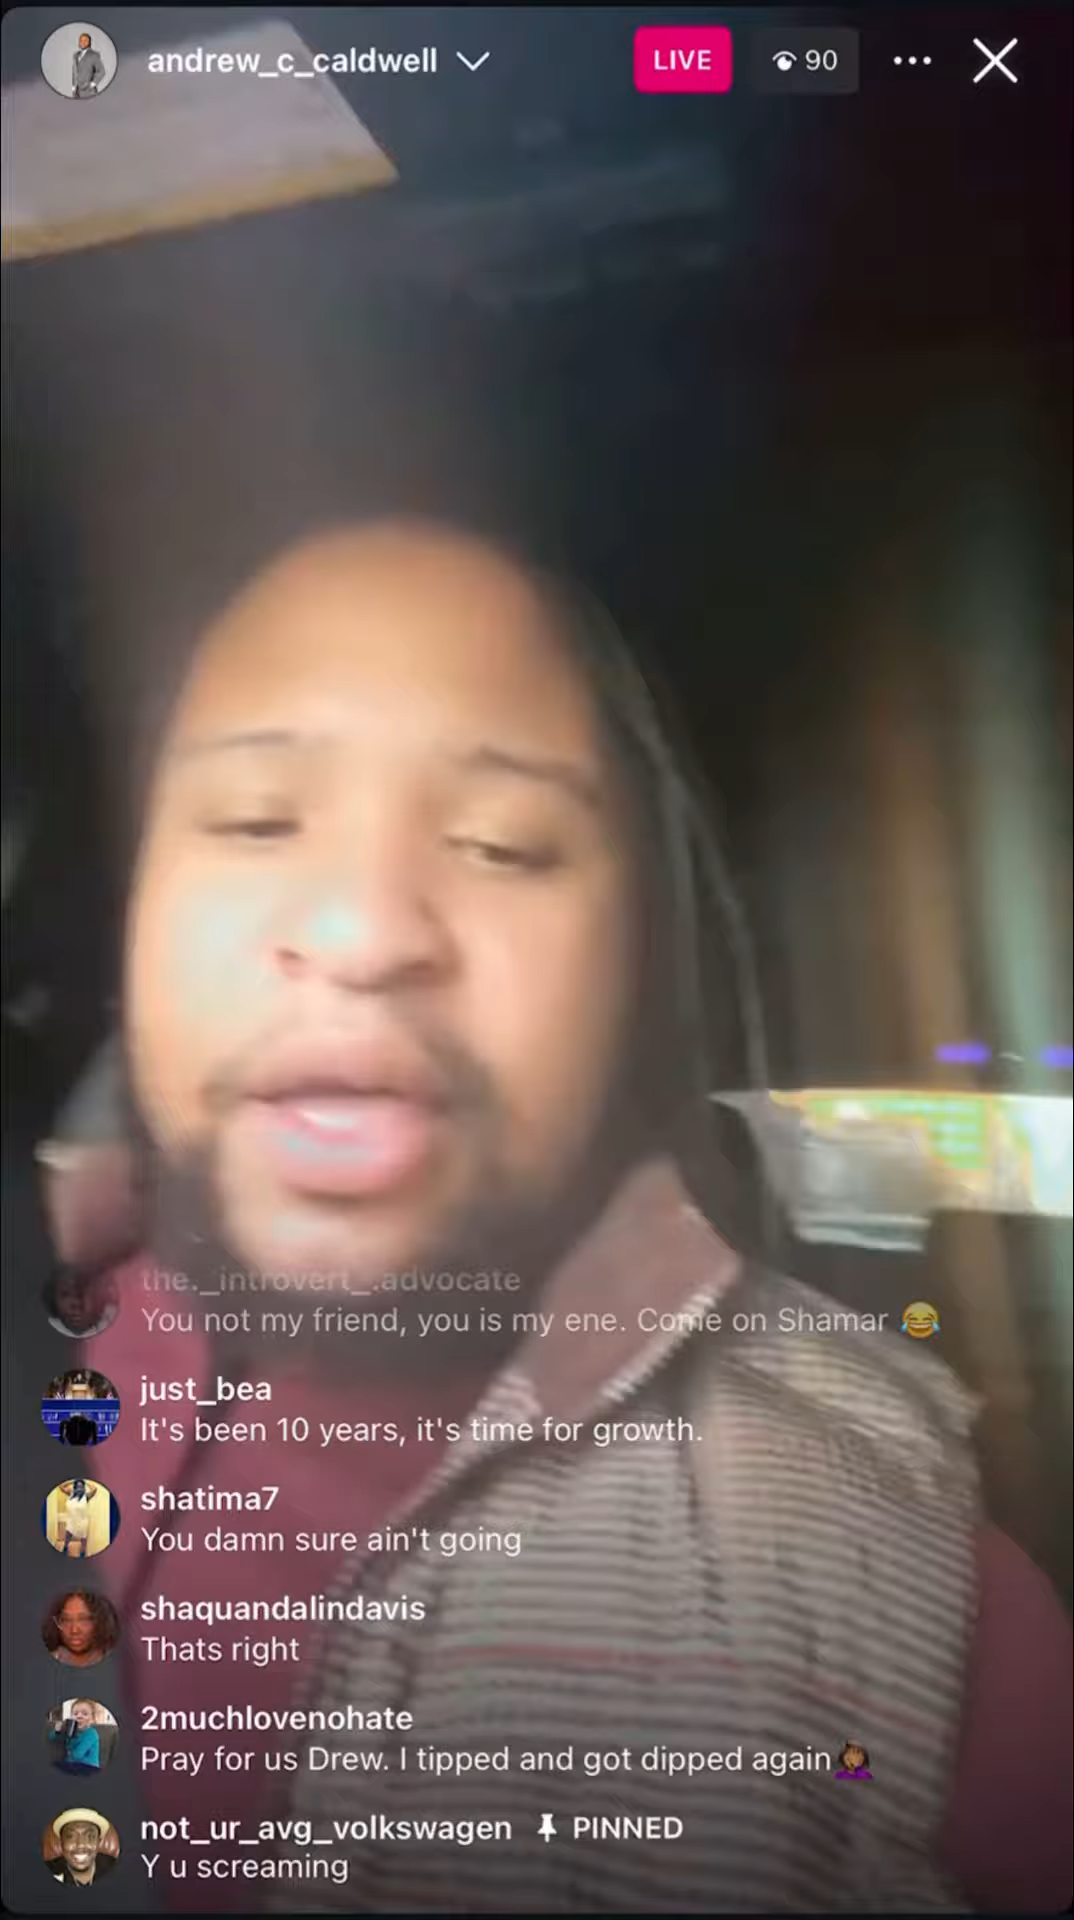 andrew_c_caldwell
LIVE
90
the._introvert_.advocate
You not my friend, you is my ene. Come on Shamar 😂
just_bea
It's been 10 years, it's time for growth.
shatima7
You damn sure ain't going
shaquandalindavis
Thats right
2muchlovenohate
Pray for us Drew. I tipped and got dipped again🤦🏾‍♀️
not_ur_avg_volkswagen PINNED
Y u screaming